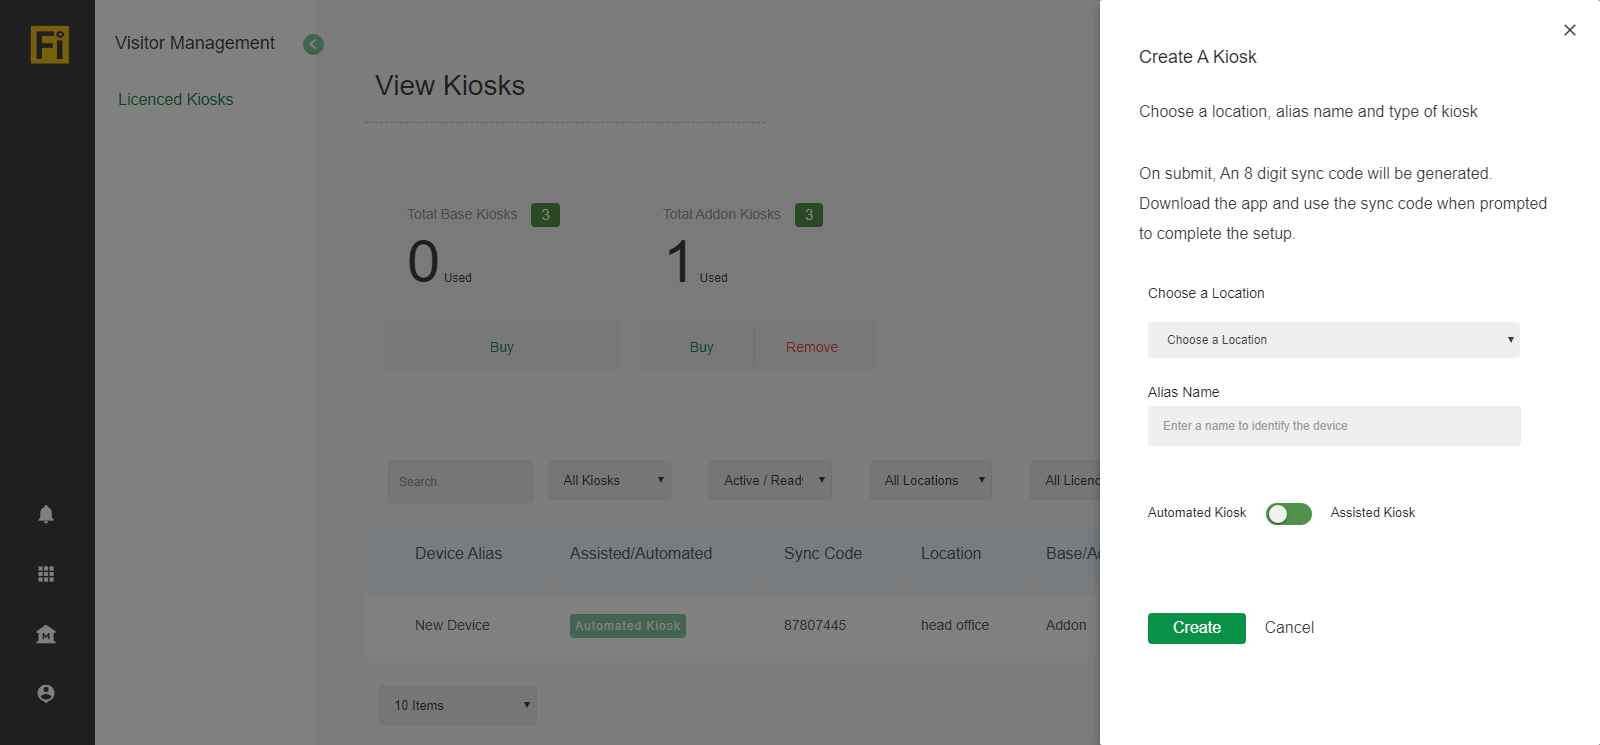 Fi
Visitor Management
Licenced Kiosks
View Kiosks
Total Base Kiosks 3
0 Used
Buy
Total Addon Kiosks 3
1 Used
Buy Remove
Search All Kiosks Active / Ready All Locations All Licenc
Device Alias Assisted/Automated Sync Code Location Base/Ad
New Device Automated Kiosk 87807445 head office Addon
10 Items
M
Create A Kiosk
Choose a location, alias name and type of kiosk
On submit, An 8 digit sync code will be generated.
Download the app and use the sync code when prompted
to complete the setup.
Choose a Location
Choose a Location
Alias Name
Enter a name to identify the device
Automated Kiosk Assisted Kiosk
Create Cancel